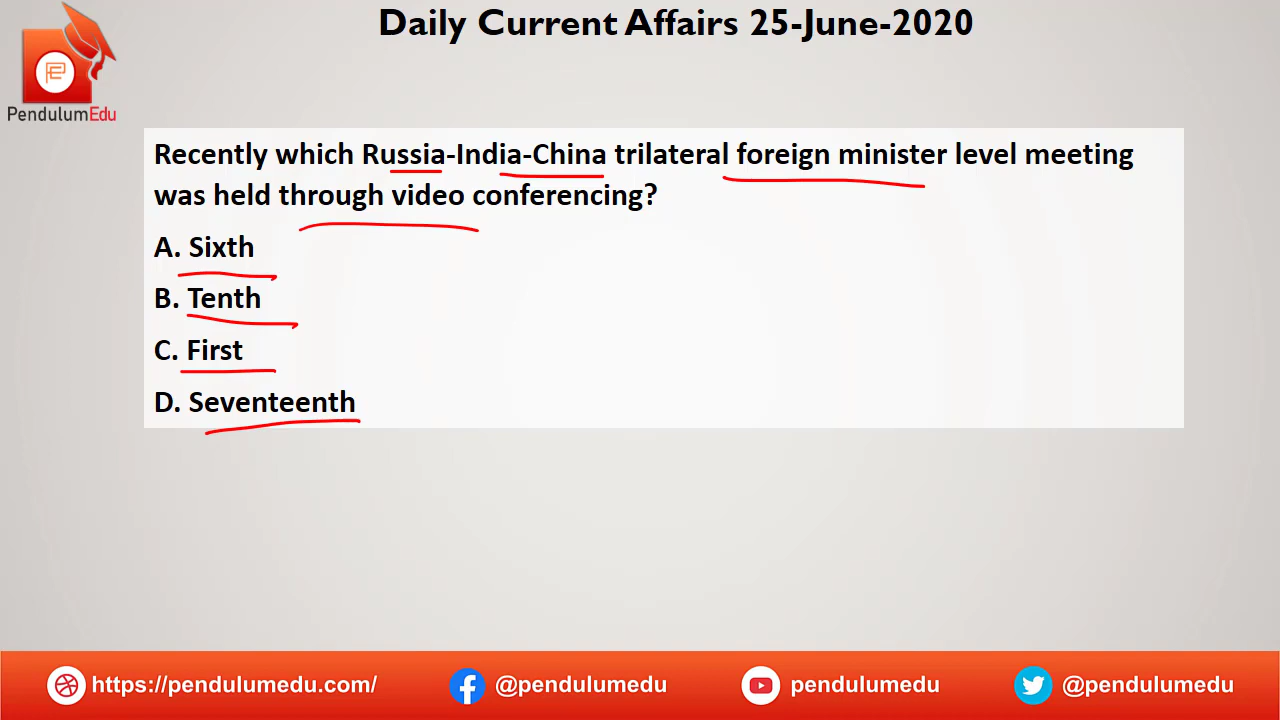 Daily Current Affairs 25-June-2020
PendulumEdu
Recently which Russia-India-China trilateral foreign minister level meeting
was held through video conferencing?
A. Sixth
B. Tenth
C. First
D. Seventeenth
https://pendulumedu.com/
@pendulumedu
pendulumedu
@pendulumedu